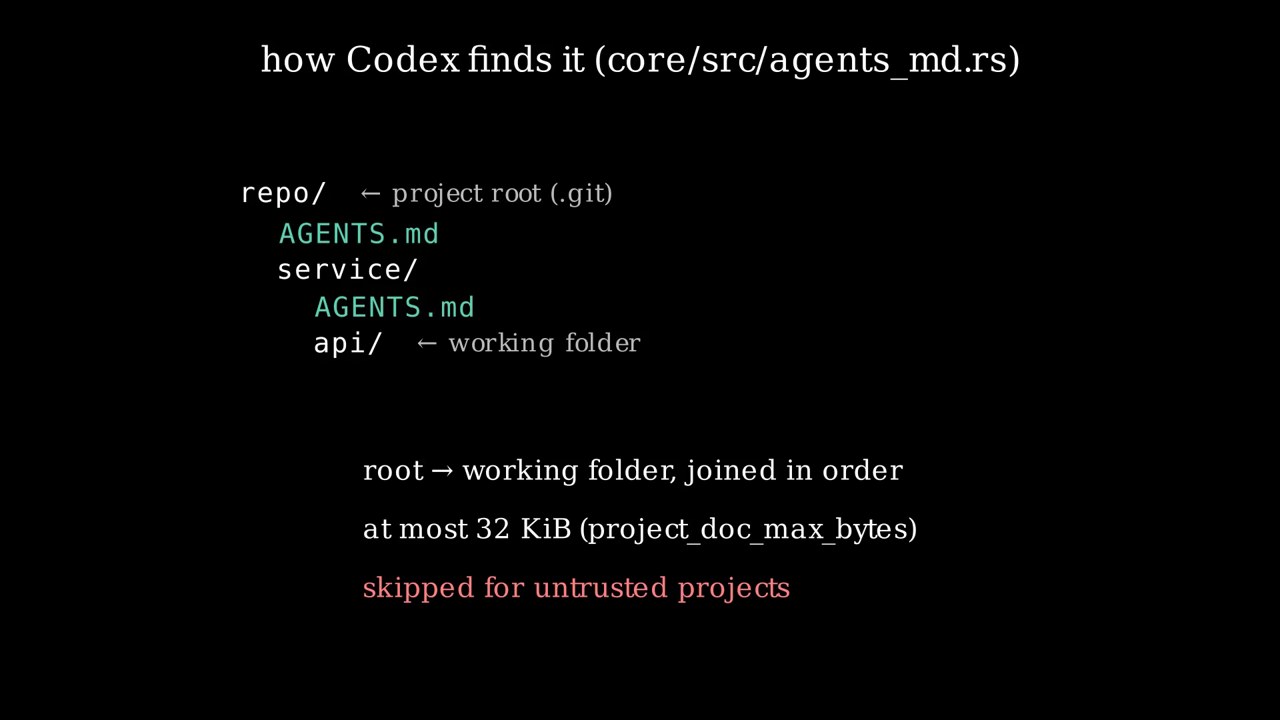 how Codex finds it (core/src/agents_md.rs)
repo/ ← project root (.git)
AGENTS.md
service/
AGENTS.md
api/ ← working folder
root → working folder, joined in order
at most 32 KiB (project_doc_max_bytes)
skipped for untrusted projects